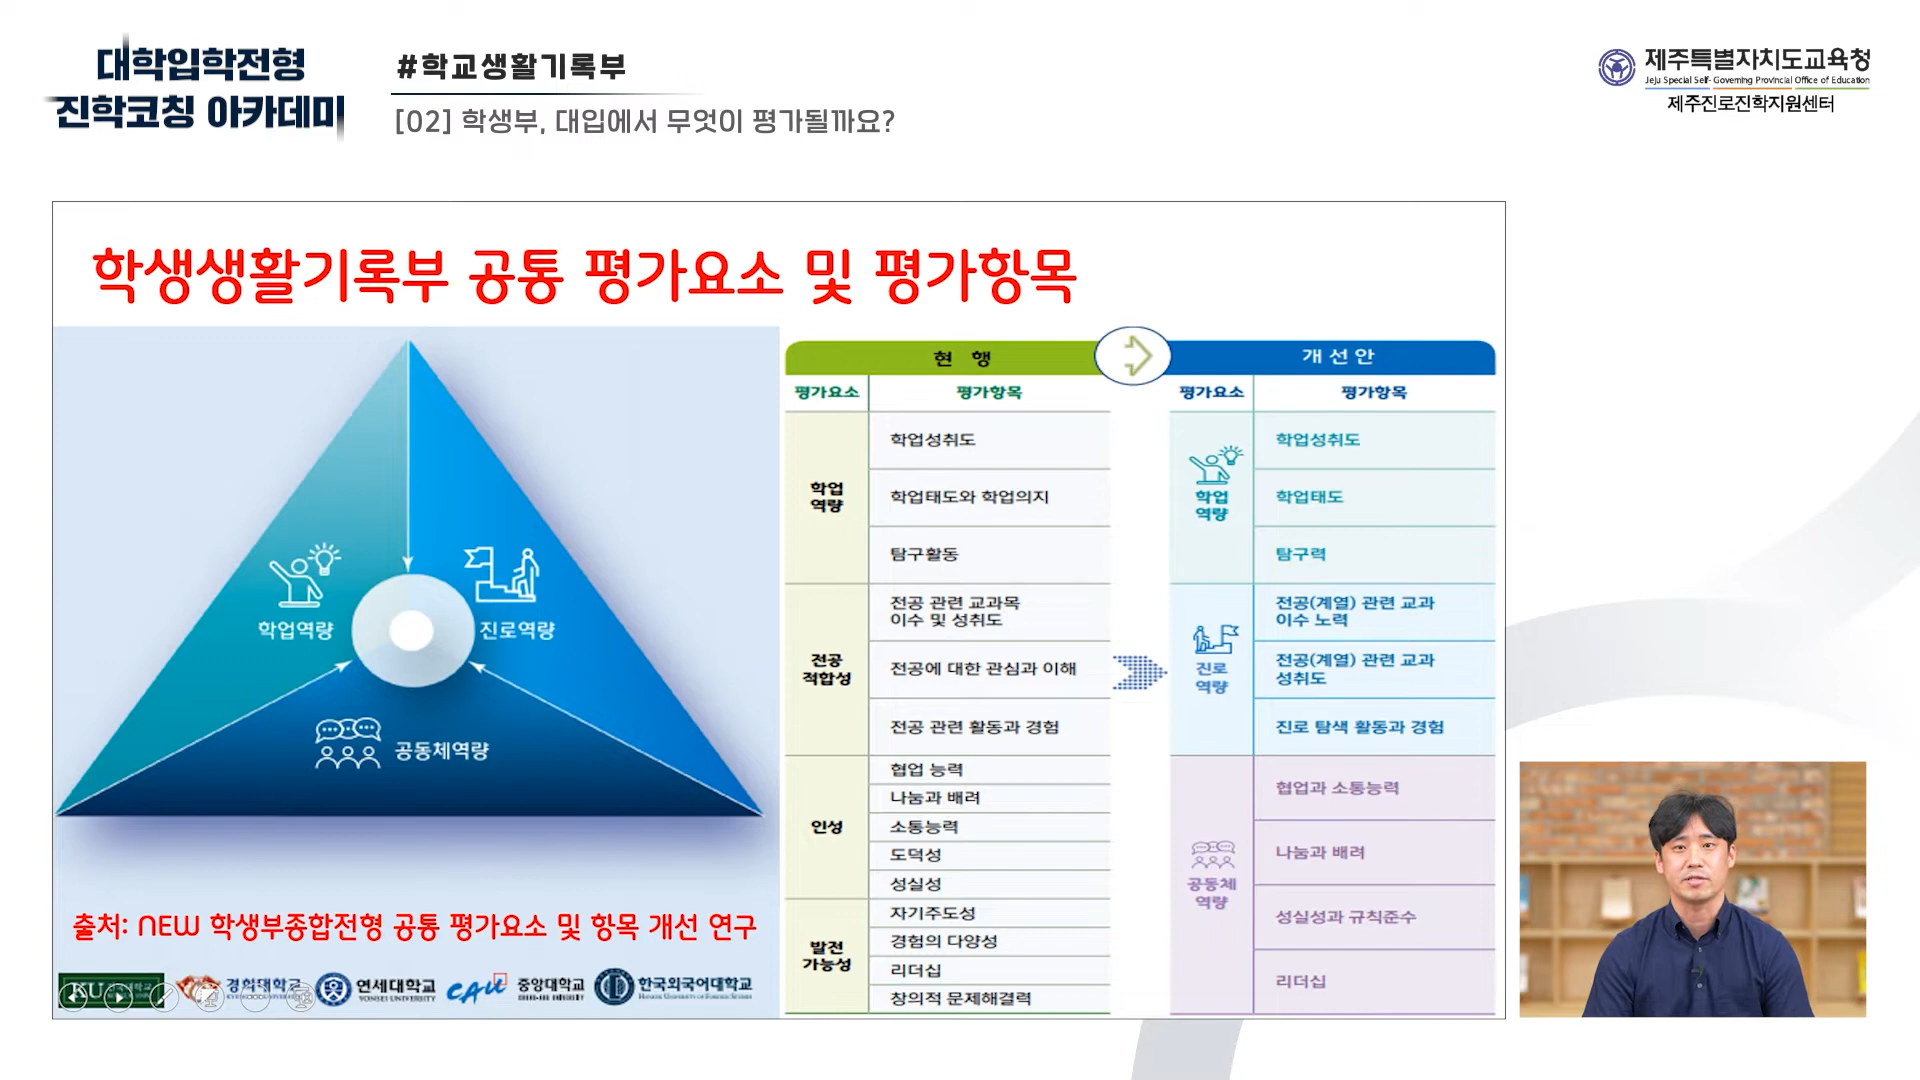 대학입학전형
진학코칭 아카데미
#학교생활기록부
[02] 학생부, 대입에서 무엇이 평가될까요?
제주특별자치도교육청
Jeju Special Self- Governing Provincial Office of Education
제주진로진학지원센터
학생생활기록부 공통 평가요소 및 평가항목
학업역량
진로역량
공동체역량
출처: NEW 학생부종합전형 공통 평가요소 및 항목 개선 연구
KU
경희대학교
연세대학교
YONSEI UNIVERSITY
CAU 중앙대학교
한국외국어대학교
현 행
평가요소 평가항목
학업
역량
학업성취도
학업태도와 학업의지
탐구활동
전공
적합성
전공 관련 교과목
이수 및 성취도
전공에 대한 관심과 이해
전공 관련 활동과 경험
인성
협업 능력
나눔과 배려
소통능력
도덕성
성실성
발전
가능성
자기주도성
경험의 다양성
리더십
창의적 문제해결력
개선안
평가요소 평가항목
학업
역량
학업성취도
학업태도
탐구력
진로
역량
전공(계열) 관련 교과
이수 노력
전공(계열) 관련 교과
성취도
진로 탐색 활동과 경험
공동체
역량
협업과 소통능력
나눔과 배려
성실성과 규칙준수
리더십